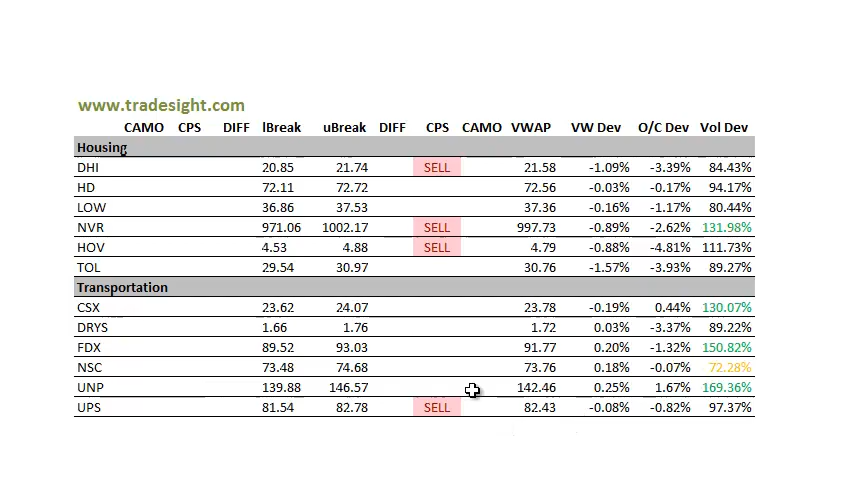 www.tradesight.com
CAMO CPS DIFF lBreak uBreak DIFF CPS CAMO VWAP VW Dev O/C Dev Vol Dev
Housing
DHI 20.85 21.74 SELL 21.58 -1.09% -3.39% 84.43%
HD 72.11 72.72 72.56 -0.03% -0.17% 94.17%
LOW 36.86 37.53 37.36 -0.16% -1.17% 80.44%
NVR 971.06 1002.17 SELL 997.73 -0.89% -2.62% 131.98%
HOV 4.53 4.88 SELL 4.79 -0.88% -4.81% 111.73%
TOL 29.54 30.97 30.76 -1.57% -3.93% 89.27%
Transportation
CSX 23.62 24.07 23.78 -0.19% 0.44% 130.07%
DRYS 1.66 1.76 1.72 0.03% -3.37% 89.22%
FDX 89.52 93.03 91.77 0.20% -1.32% 150.82%
NSC 73.48 74.68 73.76 0.18% -0.07% 72.28%
UNP 139.88 146.57 142.46 0.25% 1.67% 169.36%
UPS 81.54 82.78 SELL 82.43 -0.08% -0.82% 97.37%